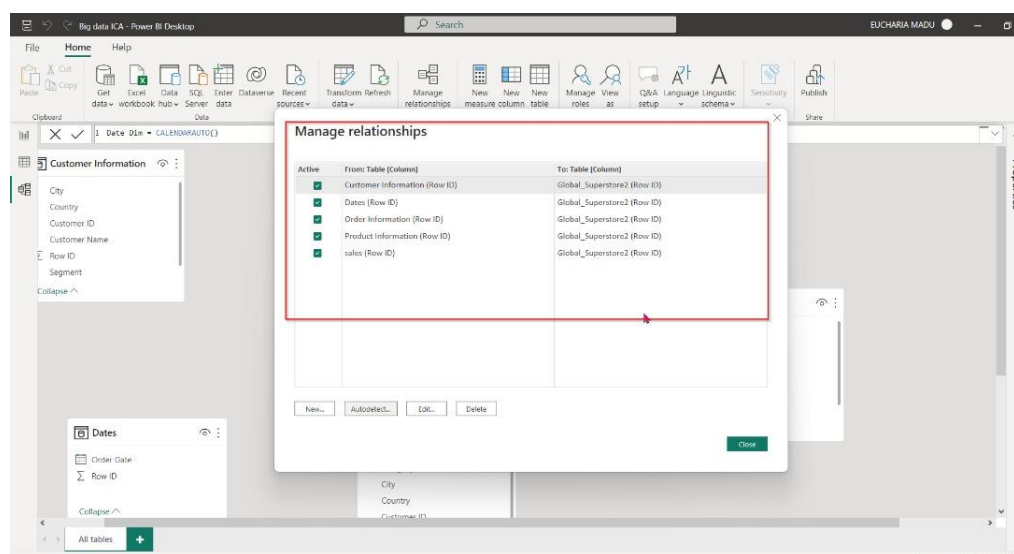 Big data ICA - Power BI Desktop
Search
EUCHARIA MADU
File Home Help
Paste
Cut
Copy
Get data
Excel workbook
Data hub
SQL Server
Enter data
Dataverse
Recent sources
Transform data
Refresh
Manage relationships
New measure
New column
New table
Manage roles
View as
Q&A setup
Language
Linguistic schema
Sensitivity
Publish
Clipboard
Data
Share
1 Date Dim = CALENDARAUTO()
Customer Information
City
Country
Customer ID
Customer Name
Row ID
Segment
Collapse
Manage relationships
Active From: Table (Column) To: Table (Column)
Customer Information (Row ID) Global_Superstore2 (Row ID)
Dates (Row ID) Global_Superstore2 (Row ID)
Order Information (Row ID) Global_Superstore2 (Row ID)
Product Information (Row ID) Global_Superstore2 (Row ID)
sales (Row ID) Global_Superstore2 (Row ID)
New... Autodetect... Edit... Delete
Close
Dates
Order Date
Row ID
Collapse
City
Country
Customer ID
All tables